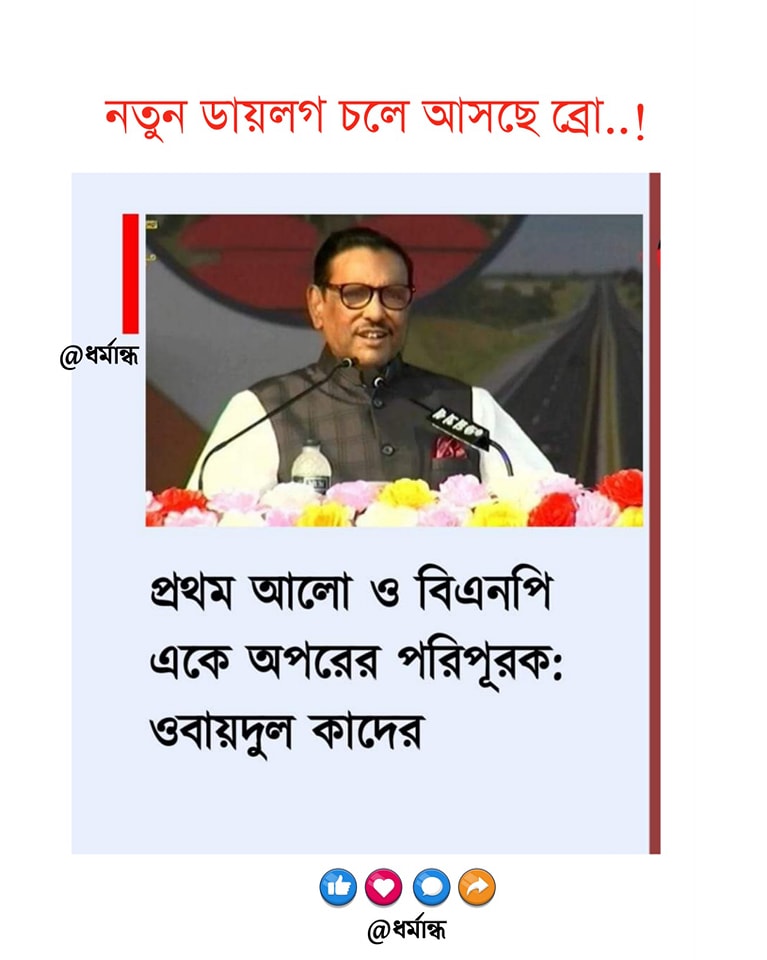 নতুন ডায়লগ চলে আসছে ব্রো..!
@ধর্মান্ধ
প্রথম আলো ও বিএনপি
একে অপরের পরিপূরক:
ওবায়দুল কাদের
@ধর্মান্ধ